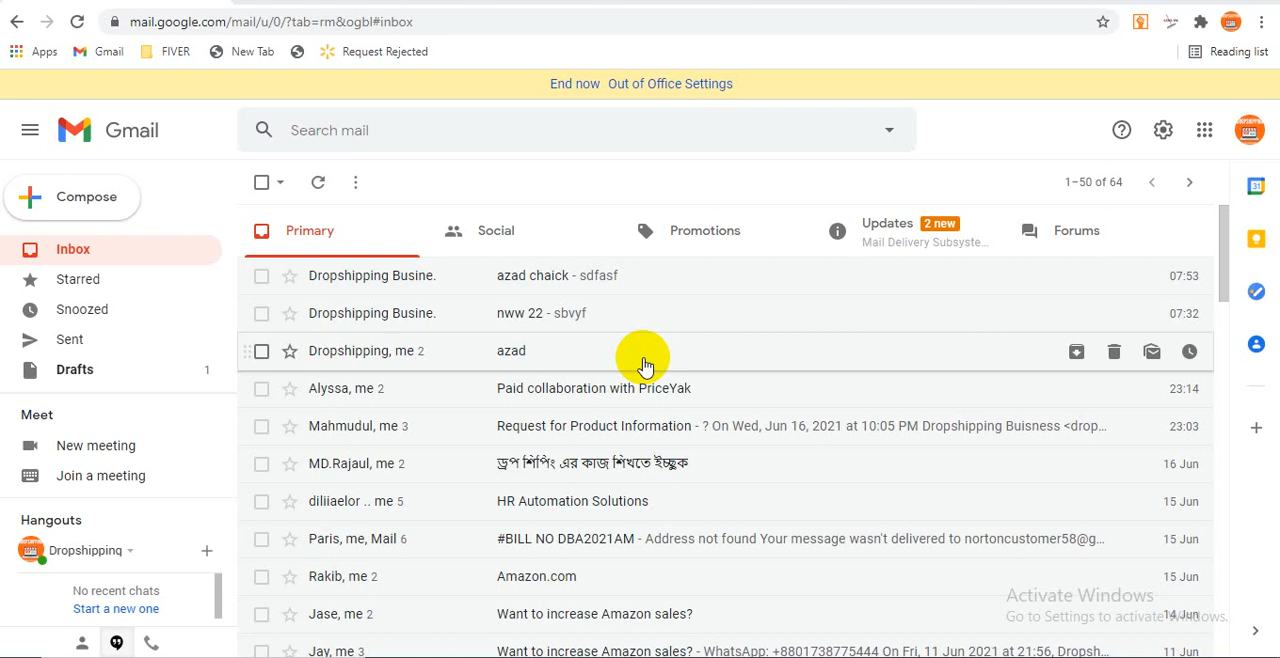 mail.google.com/mail/u/0/?tab=rm&ogbl#inbox
Apps Gmail FIVER New Tab Request Rejected Reading list
End now Out of Office Settings
Gmail Search mail
Compose
1–50 of 64
Primary Social Promotions Updates 2 new Forums
Mail Delivery Subsyste...
Inbox
Starred
Snoozed
Sent
Drafts 1
Meet
New meeting
Join a meeting
Hangouts
Dropshipping
No recent chats
Start a new one
Dropshipping Busine. azad chaick - sdfasf 07:53
Dropshipping Busine. nww 22 - sbvyf 07:32
Dropshipping, me 2 azad
Alyssa, me 2 Paid collaboration with PriceYak 23:14
Mahmudul, me 3 Request for Product Information - ? On Wed, Jun 16, 2021 at 10:05 PM Dropshipping Buisness <drop... 23:03
MD.Rajaul, me 2 ড্রপ শিপিং এর কাজ শিখতে ইচ্ছুক 16 Jun
diliiaelor .. me 5 HR Automation Solutions 15 Jun
Paris, me, Mail 6 #BILL NO DBA2021AM - Address not found Your message wasn't delivered to nortoncustomer58@g... 15 Jun
Rakib, me 2 Amazon.com 15 Jun
Jase, me 2 Want to increase Amazon sales? 14 Jun
Jay, me 3 Want to increase Amazon sales? - WhatsApp: +8801738775444 On Fri, 11 Jun 2021 at 21:56, Dropsh... 11 Jun
Activate Windows
Go to Settings to activate Windows.
31